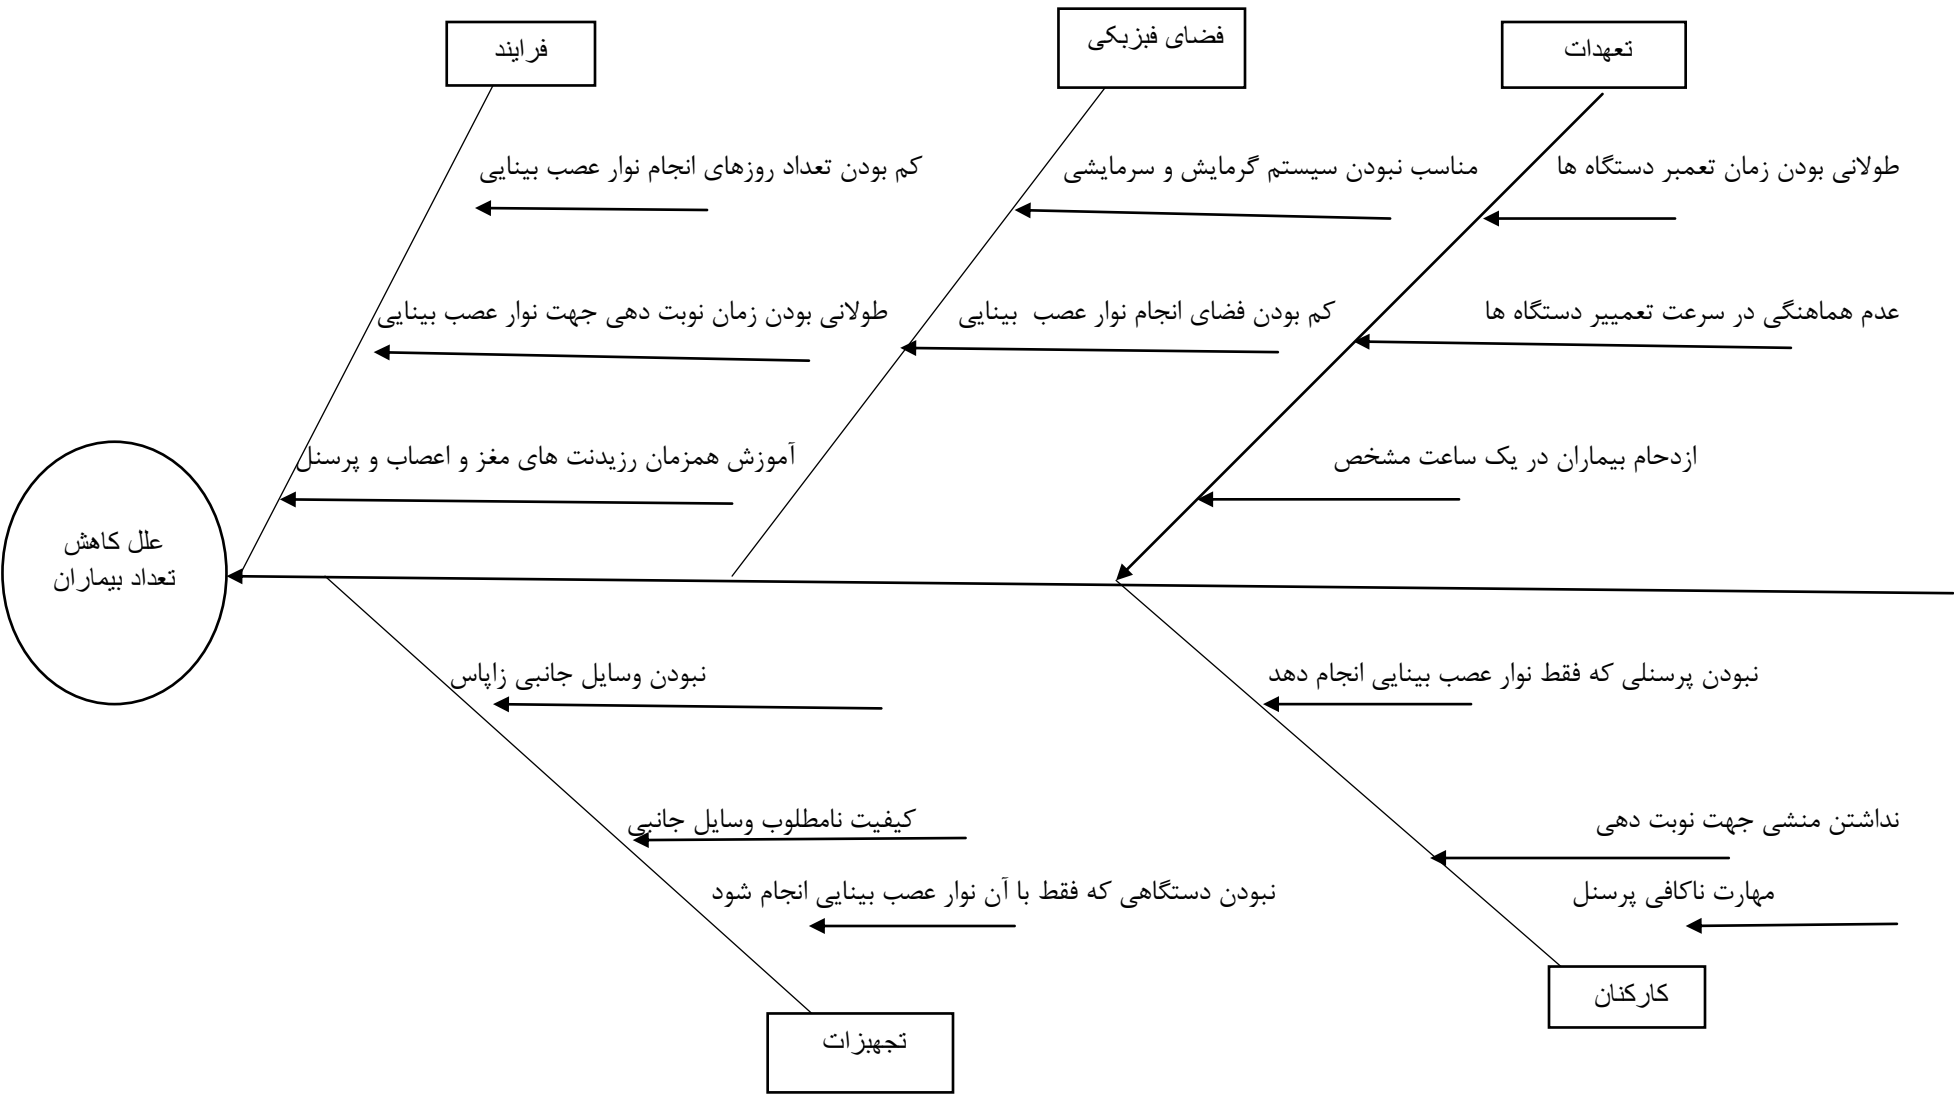 تعهدات
فضای فبزبکی
فرایند
طولانی بودن زمان تعمبر دستگاه ها
مناسب نبودن سیستم گرمایش و سرمایشی
کم بودن تعداد روزهای انجام نوار عصب بینایی
عدم هماهنگی در سرعت تعمییر دستگاه ها
کم بودن فضای انجام نوار عصب بینایی
طولانی بودن زمان نوبت دهی جهت نوار عصب بینایی
ازدحام بیماران در یک ساعت مشخص
آموزش همزمان رزیدنت های مغز و اعصاب و پرسنل
علل کاهش
تعداد بیماران
نبودن پرسنلی که فقط نوار عصب بینایی انجام دهد
نبودن وسایل جانبی زاپاس
نداشتن منشی جهت نوبت دهی
کیفیت نامطلوب وسایل جانبی
مهارت ناکافی پرسنل
نبودن دستگاهی که فقط با آن نوار عصب بینایی انجام شود
کارکنان
تجهبزات